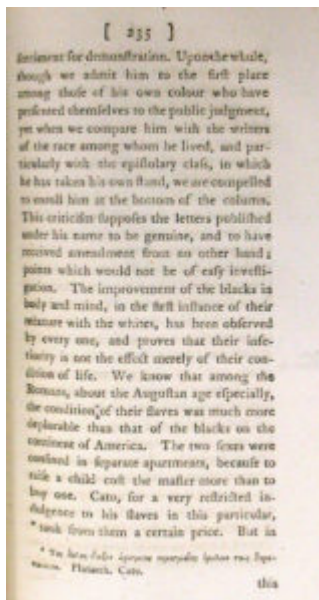 [ 235 ]
sentiment for demonstration. Upon the whole,
though we admit him to the first place
among those of his own colour who have
presented themselves to the public judgment,
yet when we compare him with the writers
of the race among whom he lived, and par-
ticularly with the epistolary class, in which
he has taken his own stand, we are compelled
to enroll him at the bottom of the column.
This criticism supposes the letters published
under his name to be genuine, and to have
received amendment from no other hand;
points which would not be of easy investi-
gation. The improvement of the blacks in
body and mind, in the first instance of their
mixture with the whites, has been observed
by every one, and proves that their infe-
riority is not the effect merely of their con-
dition of life. We know that among the
Romans, about the Augustan age especially,
the condition of their slaves was much more
deplorable than that of the blacks on the
continent of America. The two sexes were
confined in separate apartments, because to
raise a child cost the master more than to
buy one. Cato, for a very restricted in-
dulgence to his slaves in this particular,
* took from them a certain price. But in
Plutarch. Cato.
this